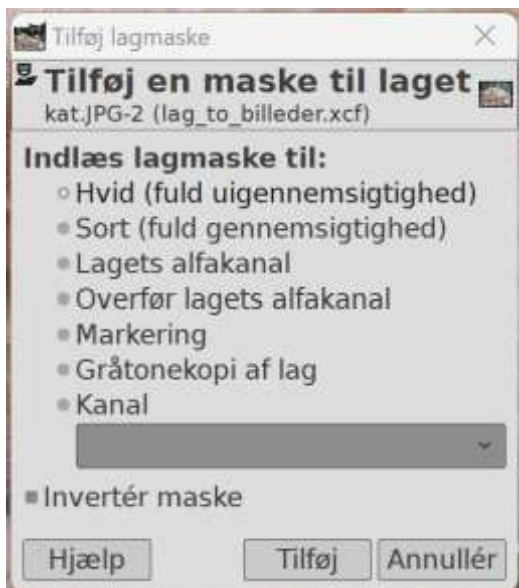 Tilføj lagmaske
Tilføj en maske til laget
kat.JPG-2 (lag_to_billeder.xcf)
Indlæs lagmaske til:
Hvid (fuld uigennemsigtighed)
Sort (fuld gennemsigtighed)
Lagets alfakanal
Overfør lagets alfakanal
Markering
Gråtonekopi af lag
Kanal
Invertér maske
Hjælp Tilføj Annullér